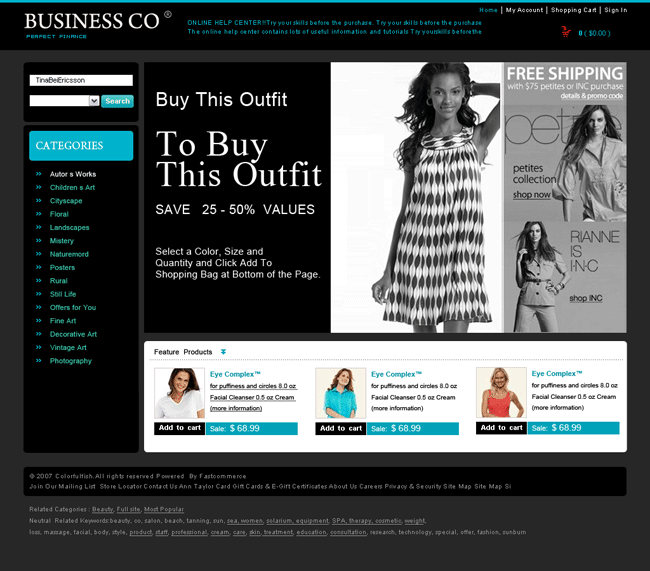 BUSINESS CO ®
PERFECT FINANCE
ONLINE HELP CENTER!!Try yourskills before the purchase. Try your skills before the purchase
The online help center contains lots of useful information and tutorials Try yourskills beforethe
Home | My Account | Shopping Cart | Sign In
0 ( $0.00 )
TinaBeiEricsson
Search
CATEGORIES
Autor s Works
Children s Art
Cityscape
Floral
Landscapes
Mistery
Naturemord
Posters
Rural
Still Life
Offers for You
Fine Art
Decorative Art
Vintage Art
Photography
Buy This Outfit
To Buy
This Outfit
SAVE 25 - 50% VALUES
Select a Color, Size and
Quantity and Click Add To
Shopping Bag at Bottom of the Page.
FREE SHIPPING
with $75 petites or INC purchase
details & promo code
petite
petites
collection
shop now
RIANNE
IS
I·N·C
shop INC
Feature Products
Eye Complex™
for puffiness and circles 8.0 oz
Facial Cleanser 0.5 oz Cream
(more information)
Add to cart Sale: $ 68.99
Eye Complex™
for puffiness and circles 8.0 oz
Facial Cleanser 0.5 oz Cream
(more information)
Add to cart Sale: $ 68.99
Eye Complex™
for puffiness and circles 8.0 oz
Facial Cleanser 0.5 oz Cream
(more information)
Add to cart Sale: $ 68.99
© 2007 Colorfulfish.All rights reserved Powered By Fastcommerce
Join Our Mailing List Store Locator Contact Us Ann Taylor Card Gift Cards & E-Gift Certificates About Us Careers Privacy & Security Site Map Site Map Si
Related Categories : Beauty, Full site, Most Popular
Neutral Related Keywords:beauty, co, salon, beach, tanning, sun, sea, women, solarium, equipment, SPA, therapy, cosmetic, weight,
loss, massage, facial, body, style, product, staff, professional, cream, care, skin, treatment, education, consultation, research, technology, special, offer, fashion, sunburn